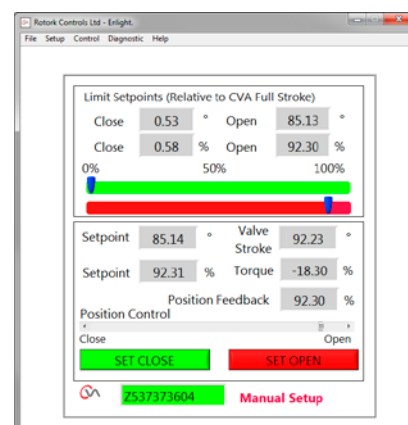 Rotork Controls Ltd - Enlight.
File Setup Control Diagnostic Help
Limit Setpoints (Relative to CVA Full Stroke)
Close 0.53 ° Open 85.13 °
Close 0.58 % Open 92.30 %
0% 50% 100%
Setpoint 85.14 ° Valve Stroke 92.23 °
Setpoint 92.31 % Torque -18.30 %
Position Feedback 92.30 %
Position Control
Close Open
SET CLOSE SET OPEN
Z537373604 Manual Setup